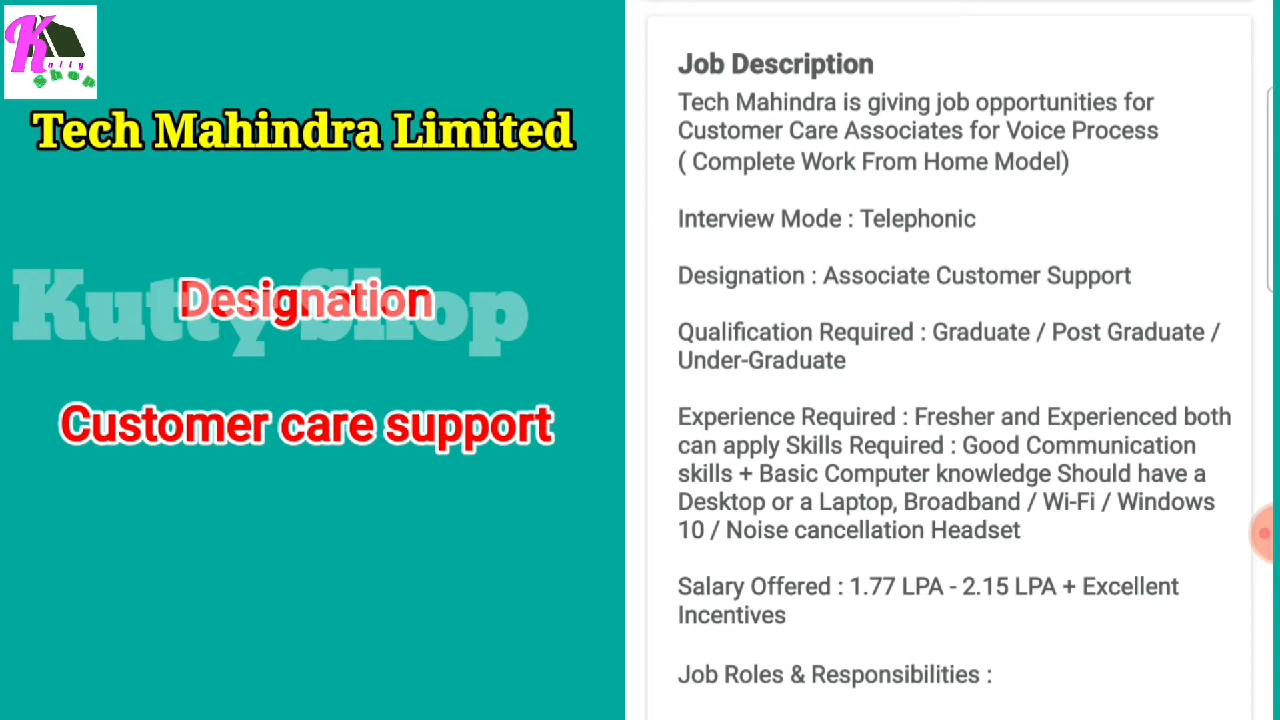 Kutty
Shop
Tech Mahindra Limited
Kutty Shop
Designation
Customer care support
Job Description
Tech Mahindra is giving job opportunities for
Customer Care Associates for Voice Process
( Complete Work From Home Model)
Interview Mode : Telephonic
Designation : Associate Customer Support
Qualification Required : Graduate / Post Graduate /
Under-Graduate
Experience Required : Fresher and Experienced both
can apply Skills Required : Good Communication
skills + Basic Computer knowledge Should have a
Desktop or a Laptop, Broadband / Wi-Fi / Windows
10 / Noise cancellation Headset
Salary Offered : 1.77 LPA - 2.15 LPA + Excellent
Incentives
Job Roles & Responsibilities :